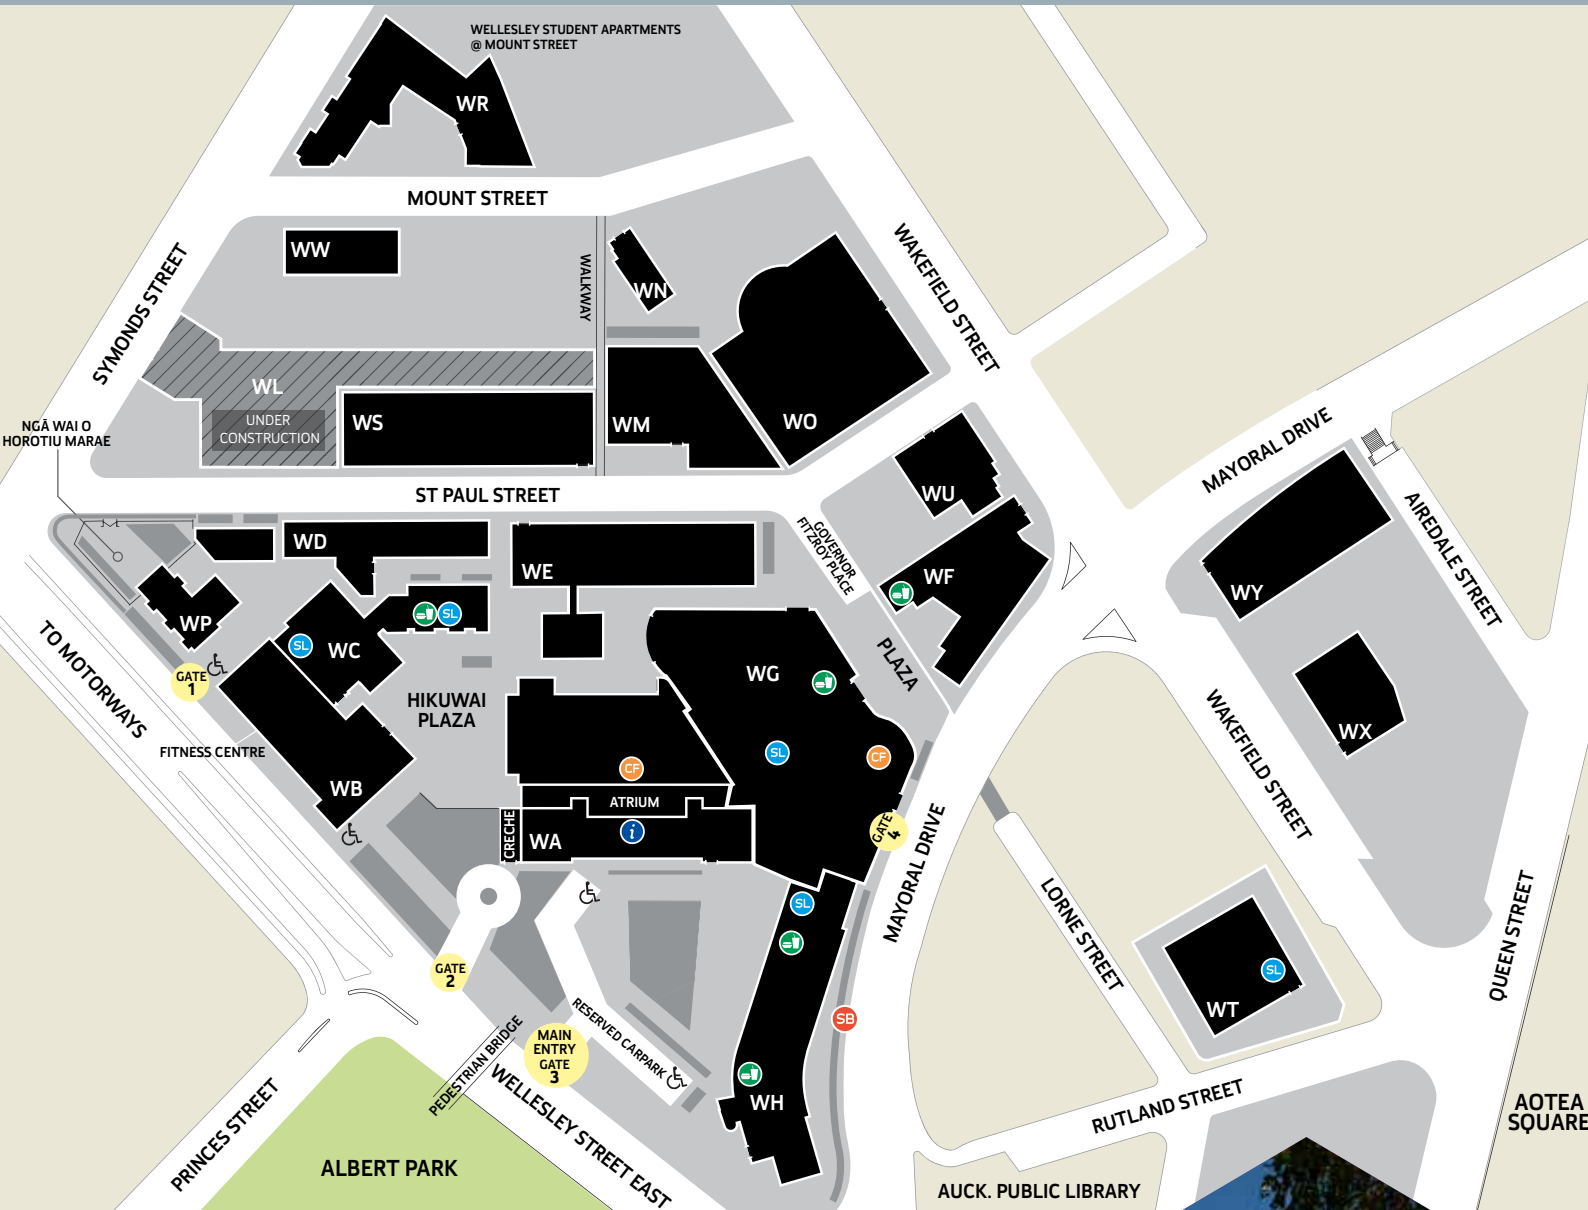 WELLESLEY STUDENT APARTMENTS
@ MOUNT STREET
WR
MOUNT STREET
WW
WALKWAY
WN
WAKEFIELD STREET
SYMONDS STREET
WL
UNDER
CONSTRUCTION
WS
WM
WO
NGĀ WAI O
HOROTIU MARAE
MAYORAL DRIVE
ST PAUL STREET
WU
AIREDALE STREET
GOVERNOR
FITZROY PLACE
WD
WE
WF
WY
SL
WP
WC
SL
TO MOTORWAYS
GATE
1
WG
PLAZA
HIKUWAI
PLAZA
WAKEFIELD STREET
WX
FITNESS CENTRE
SL
CF
CF
WB
ATRIUM
CRECHE
WA
i
GATE
4
MAYORAL DRIVE
SL
LORNE STREET
QUEEN STREET
GATE
2
SL
WT
RESERVED CARPARK
SB
MAIN
ENTRY
GATE
3
PEDESTRIAN BRIDGE
WH
WELLESLEY STREET EAST
PRINCES STREET
RUTLAND STREET
AOTEA
SQUARE
ALBERT PARK
AUCK. PUBLIC LIBRARY